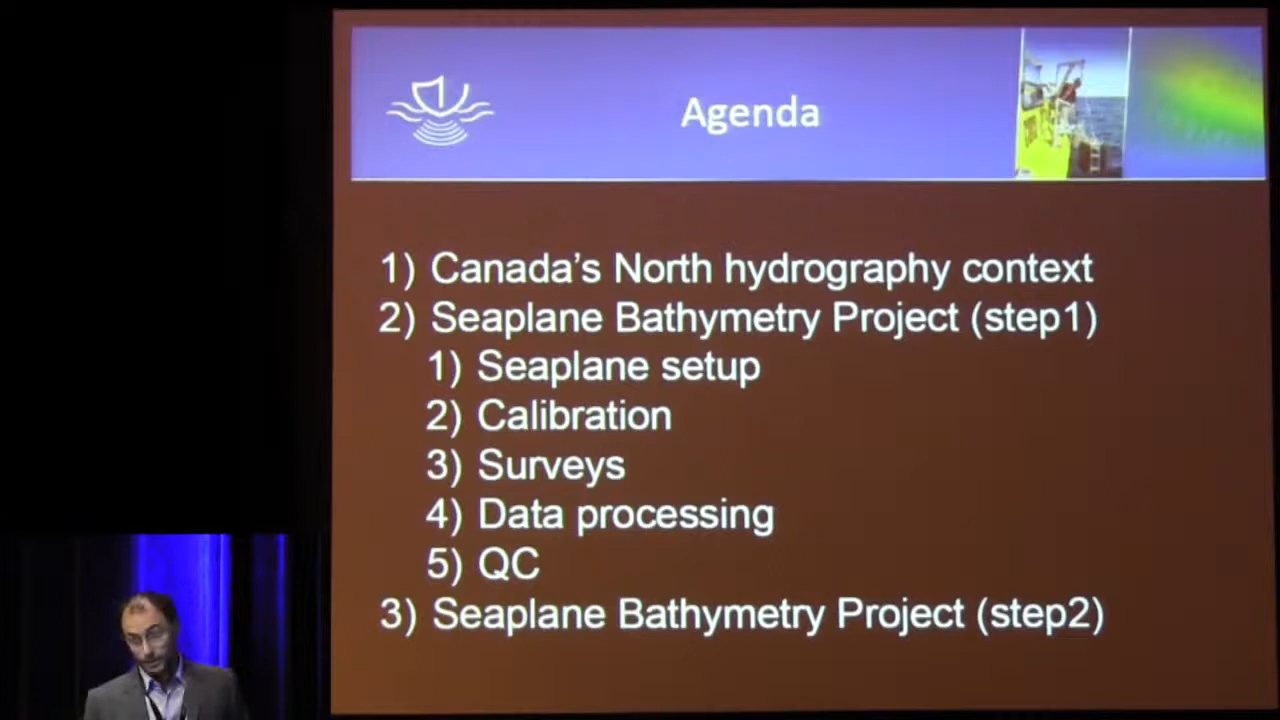 Agenda
1) Canada's North hydrography context
2) Seaplane Bathymetry Project (step1)
1) Seaplane setup
2) Calibration
3) Surveys
4) Data processing
5) QC
3) Seaplane Bathymetry Project (step2)